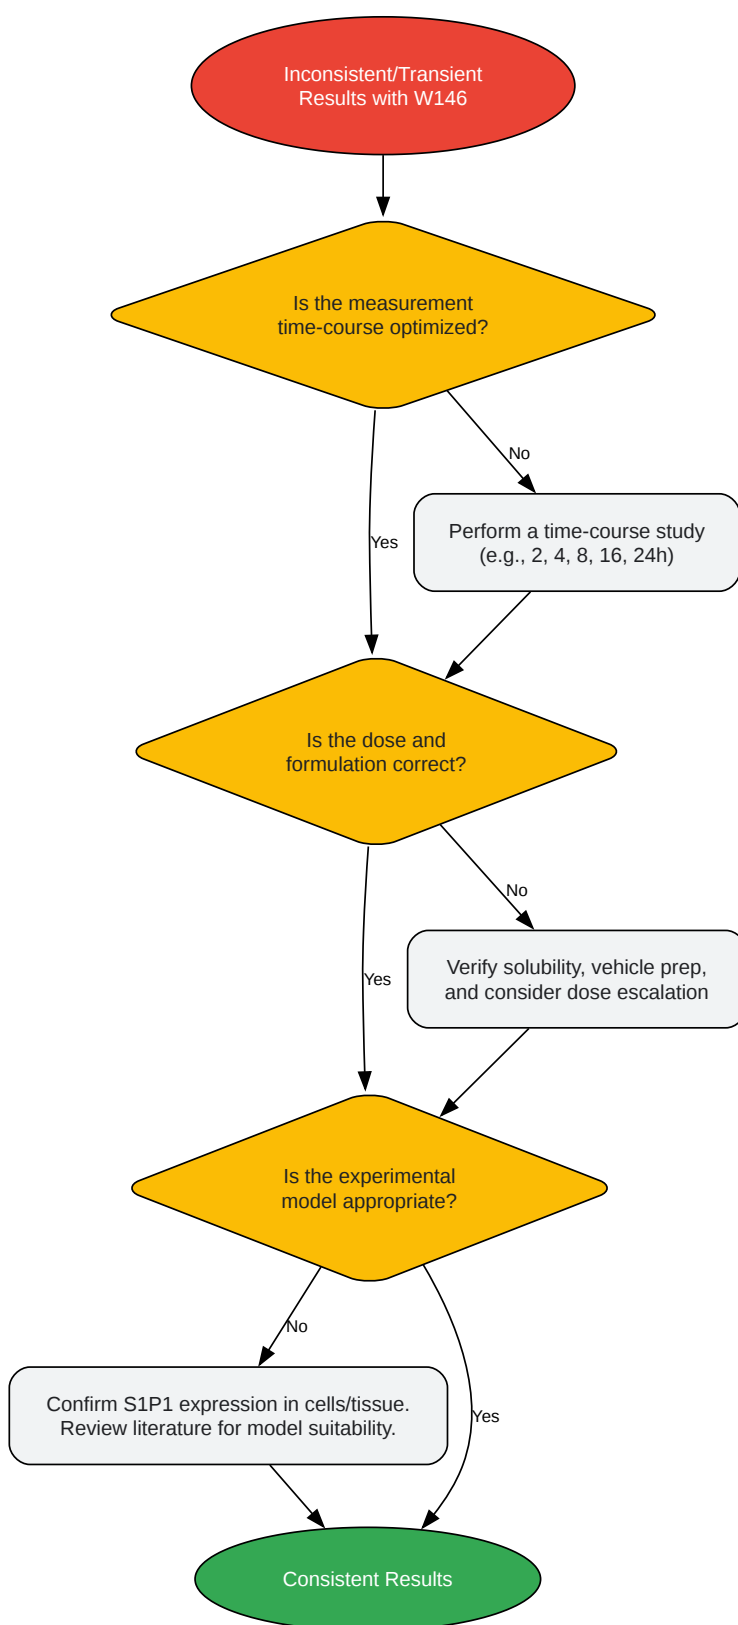 Inconsistent/Transient
Results with W146
Is the measurement
time-course optimized?
No
Yes
Perform a time-course study
(e.g., 2, 4, 8, 16, 24h)
Is the dose and
formulation correct?
No
Yes
Verify solubility, vehicle prep,
and consider dose escalation
Is the experimental
model appropriate?
No
Confirm S1P1 expression in cells/tissue.
Review literature for model suitability.
Yes
Consistent Results